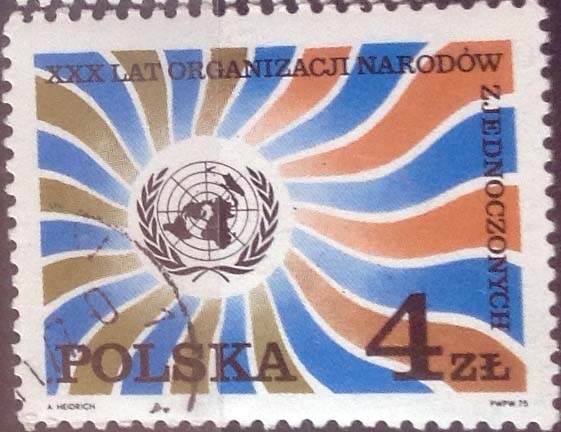 XXX LAT ORGANIZACJI NARODÓW
ZJEDNOCZONYCH
POLSKA
4 ZŁ
A. HEIDRICH
PWPW 75